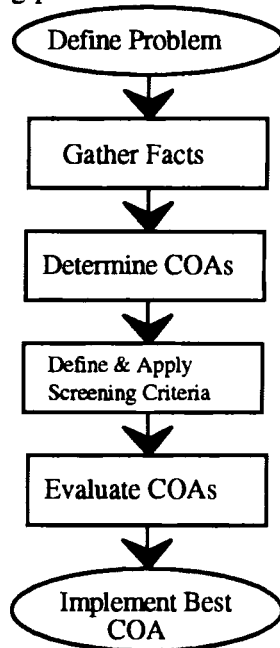 Define Problem
Gather Facts
Determine COAs
Define & Apply
Screening Criteria
Evaluate COAs
Implement Best
COA